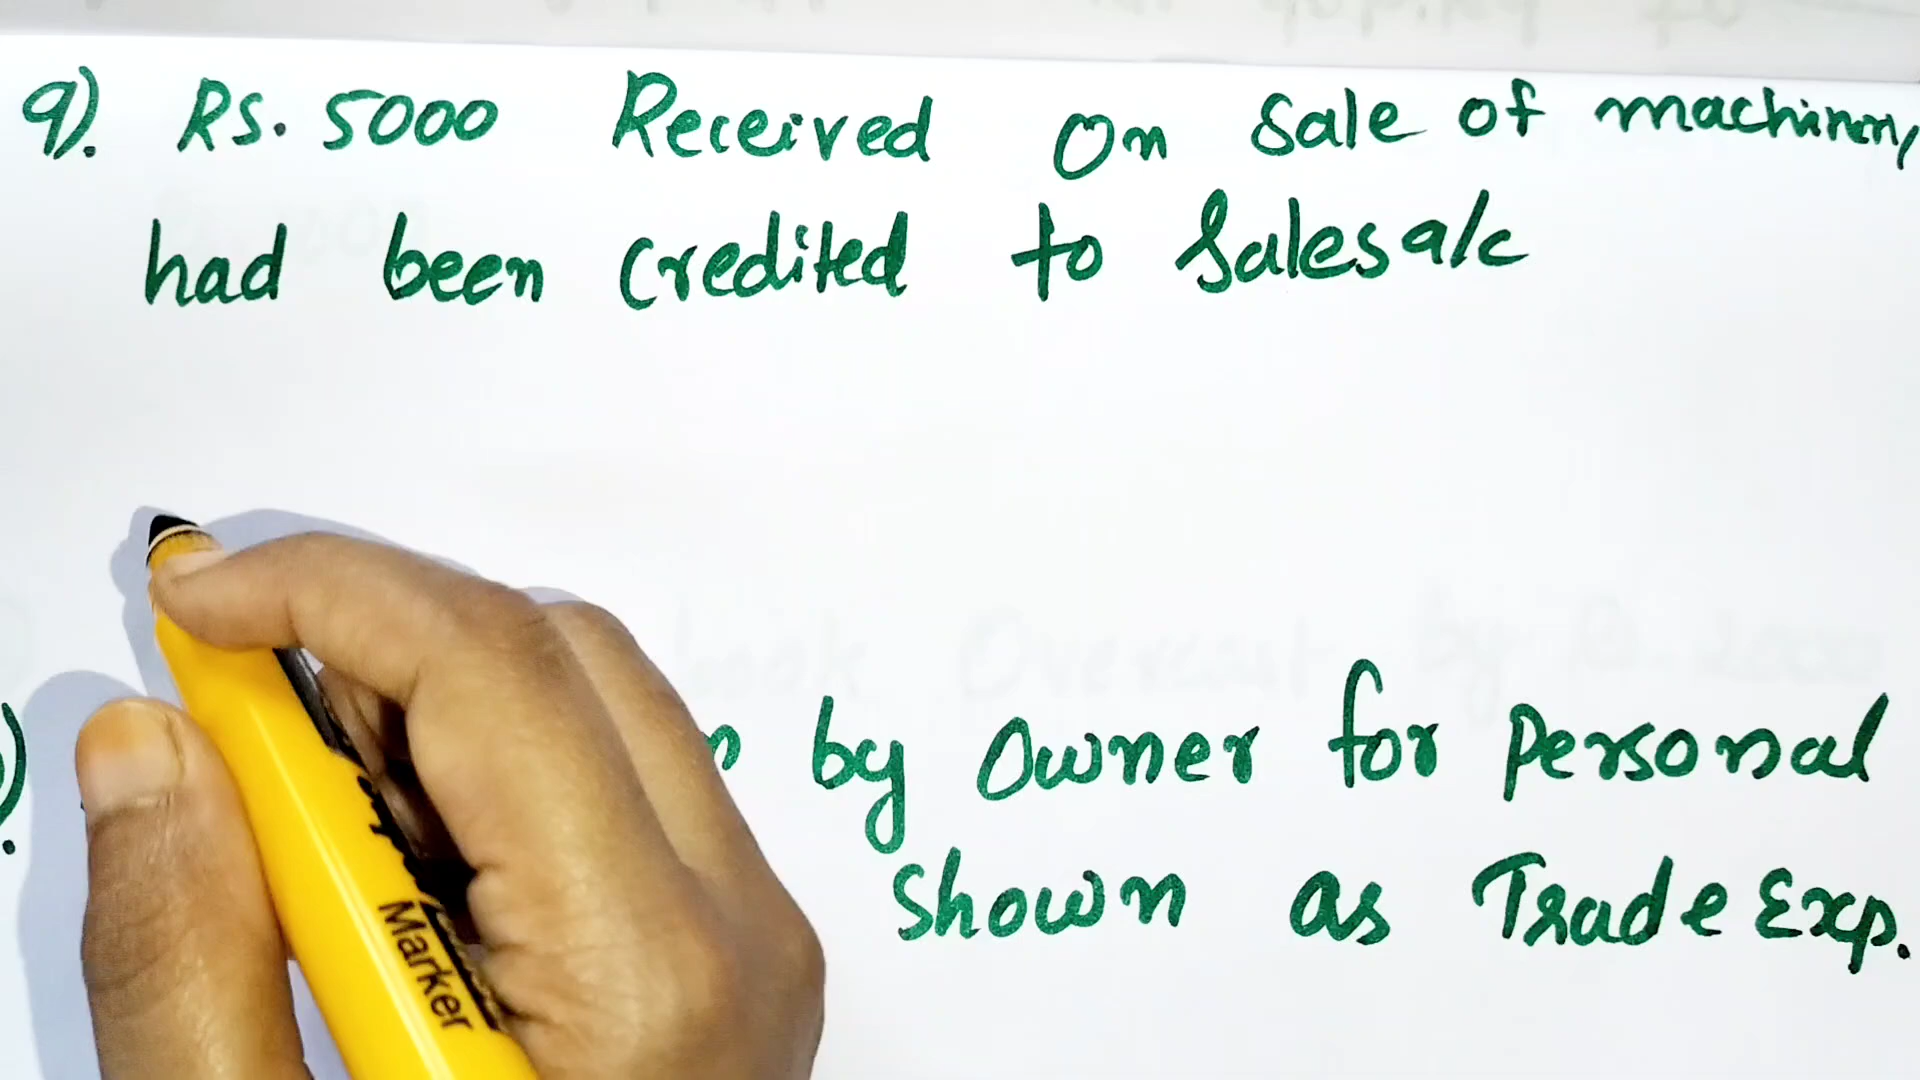 9). Rs. 5000 Received On Sale of machinery
had been credited to Sales a/c
). by Owner for Personal
shown as Trade Exp.
Marker